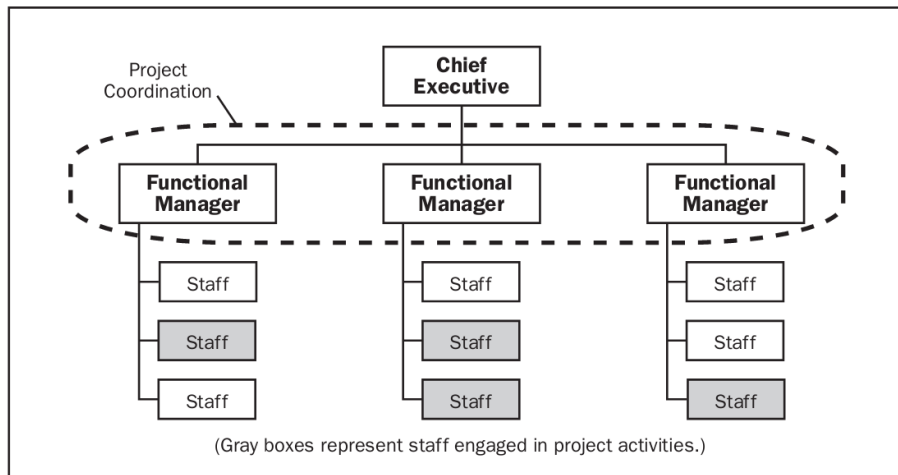 Project
Coordination
Chief
Executive
Functional
Manager
Functional
Manager
Functional
Manager
Staff
Staff
Staff
Staff
Staff
Staff
Staff
Staff
Staff
(Gray boxes represent staff engaged in project activities.)